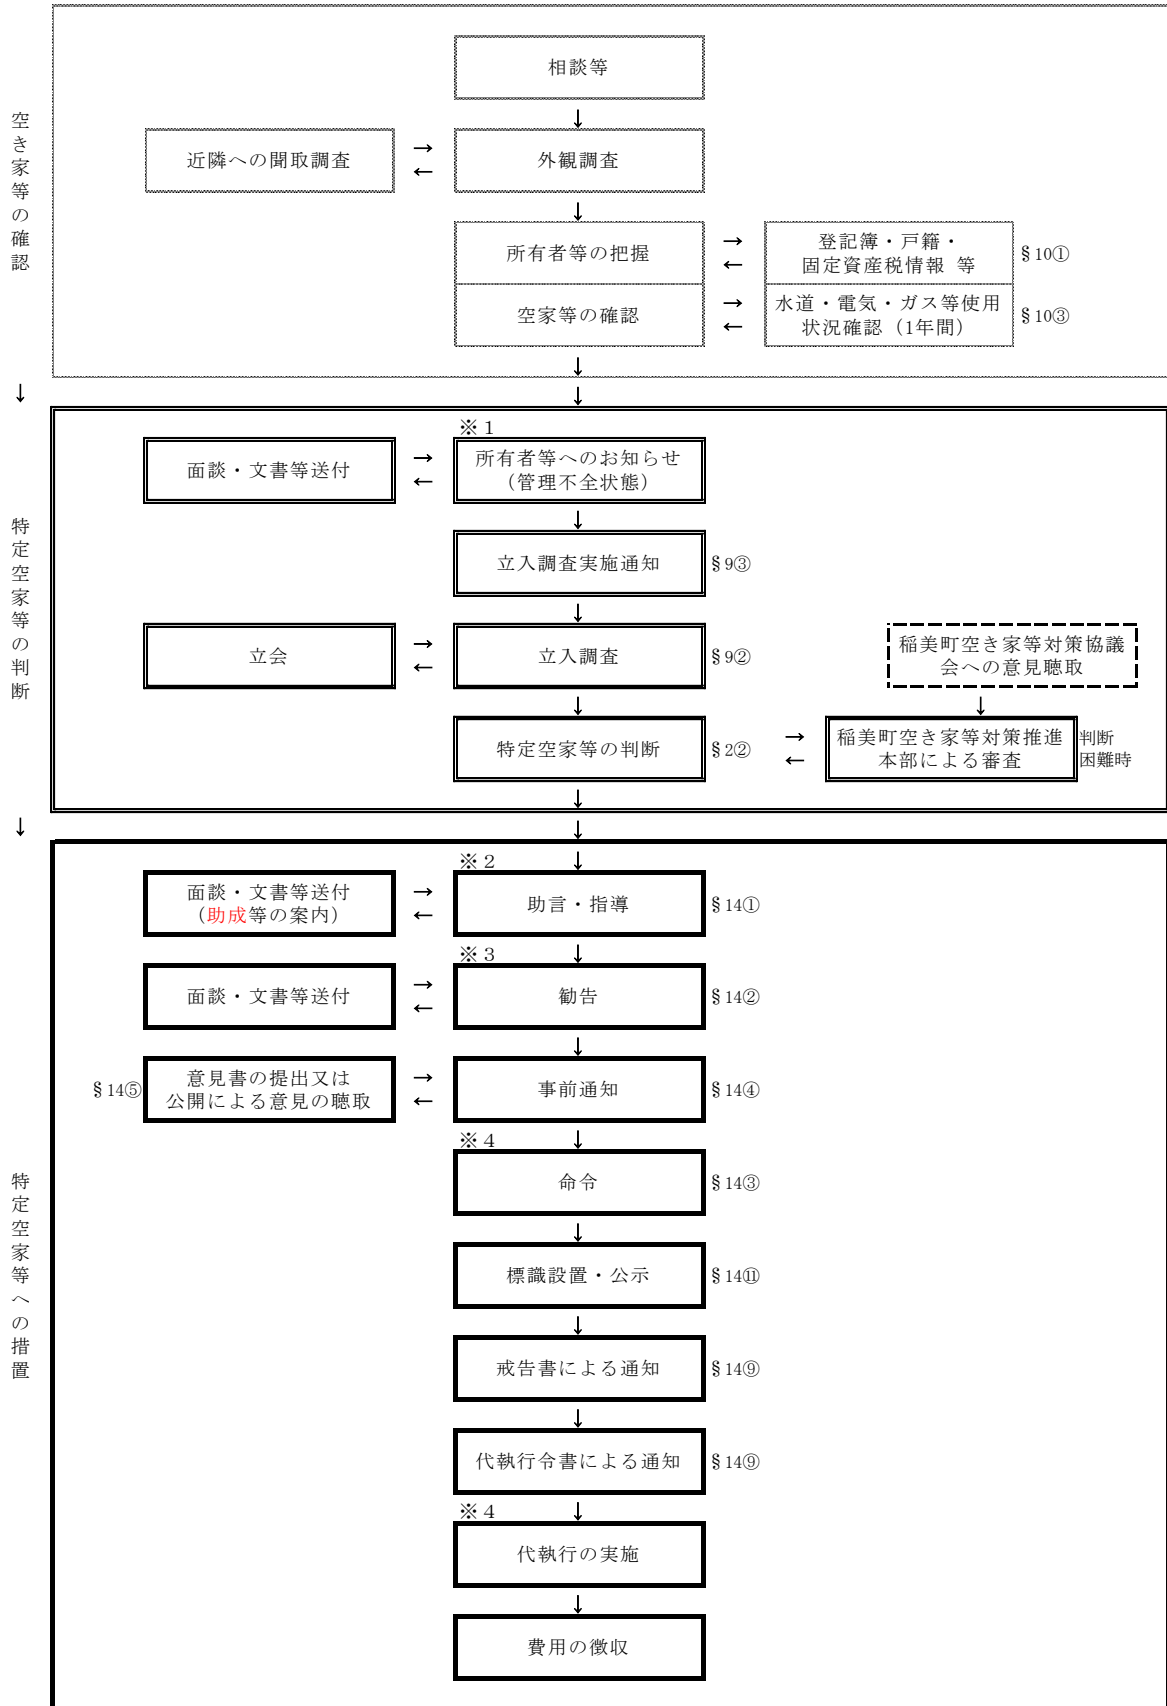 空き家等の確認
相談等
↓
近隣への聞取調査
→
←
外観調査
↓
所有者等の把握
→
←
登記簿・戸籍・
固定資産税情報 等
§10①
空家等の確認
→
←
水道・電気・ガス等使用
状況確認（1年間）
§10③
↓
↓
↓
特定空家等の判断
※１
面談・文書等送付
→
←
所有者等へのお知らせ
（管理不全状態）
↓
立入調査実施通知
§9③
↓
立会
→
←
立入調査
§9②
稲美町空き家等対策協議
会への意見聴取
↓
↓
特定空家等の判断
§2②
→
←
稲美町空き家等対策推進
本部による審査
判断
困難時
↓
↓
↓
特定空家等への措置
※２
↓
面談・文書等送付
（助成等の案内）
→
←
助言・指導
§14①
※３
↓
面談・文書等送付
→
←
勧告
§14②
↓
§14⑤
意見書の提出又は
公開による意見の聴取
→
←
事前通知
§14④
※４
↓
命令
§14③
↓
標識設置・公示
§14⑪
↓
戒告書による通知
§14⑨
↓
代執行令書による通知
§14⑨
※４
↓
代執行の実施
↓
費用の徴収